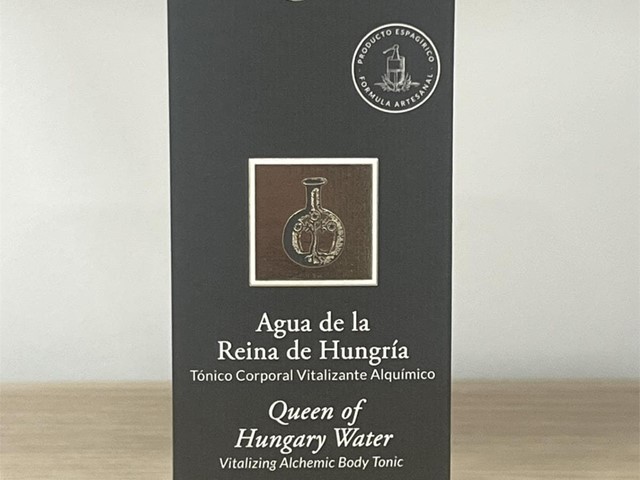 PRODUCTO ESPAGÍRICO
FORMULA ARTESANAL
Agua de la
Reina de Hungría
Tónico Corporal Vitalizante Alquímico
Queen of
Hungary Water
Vitalizing Alchemic Body Tonic